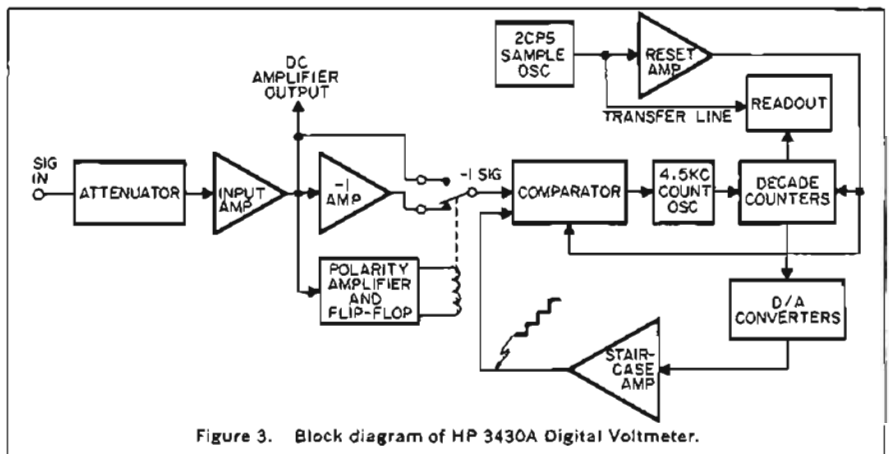 2CPS
SAMPLE
OSC
RESET
AMP
DC
AMPLIFIER
OUTPUT
TRANSFER LINE
READOUT
SIG
IN
ATTENUATOR
INPUT
AMP
-1
AMP
-1 SIG
COMPARATOR
4.5KC
COUNT
OSC
DECADE
COUNTERS
POLARITY
AMPLIFIER
AND
FLIP-FLOP
D/A
CONVERTERS
STAIR-
CASE
AMP
Figure 3. Block diagram of HP 3430A Digital Voltmeter.